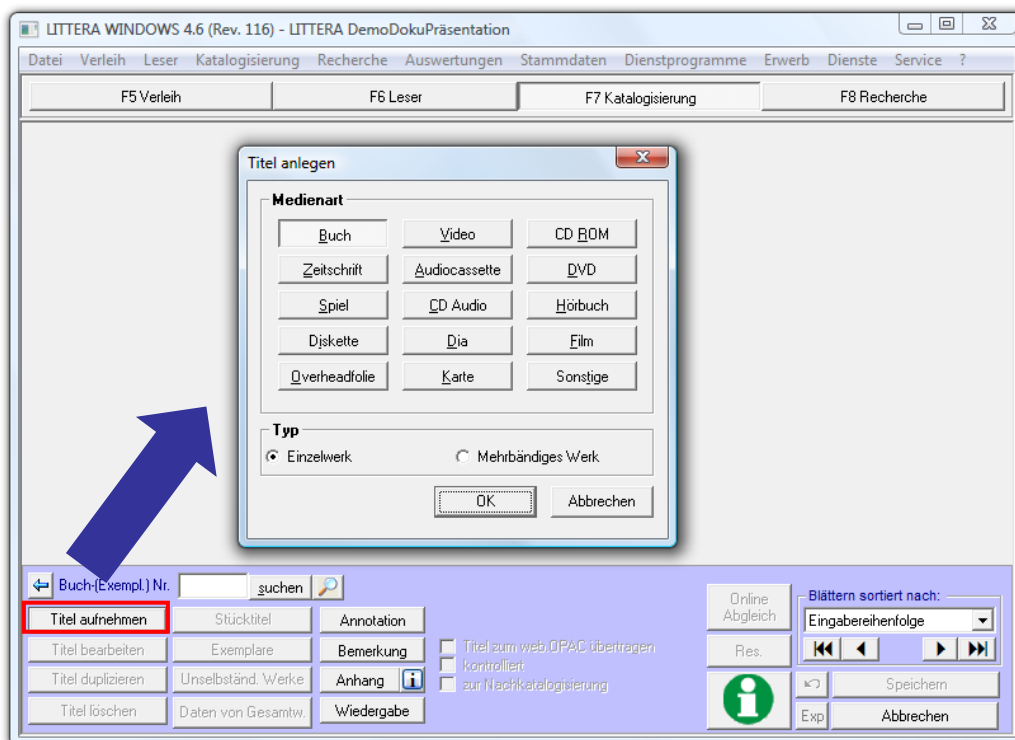 LITTERA WINDOWS 4.6 (Rev. 116) - LITTERA DemoDokuPräsentation
Datei Verleih Leser Katalogisierung Recherche Auswertungen Stammdaten Dienstprogramme Erwerb Dienste Service ?
F5 Verleih F6 Leser F7 Katalogisierung F8 Recherche
Titel anlegen
Medienart
Buch Video CD ROM
Zeitschrift Audiocassette DVD
Spiel CD Audio Hörbuch
Diskette Dia Film
Overheadfolie Karte Sonstige
Typ
Einzelwerk Mehrbändiges Werk
OK Abbrechen
Buch-(Exempl.) Nr. suchen
Titel aufnehmen Stücktitel Annotation
Titel bearbeiten Exemplare Bemerkung
Titel duplizieren Unselbständ. Werke Anhang
Titel löschen Daten von Gesamtw. Wiedergabe
Titel zum web.OPAC übertragen
kontrolliert
zur Nachkatalogisierung
Online
Abgleich
Res.
Blättern sortiert nach:
Eingabereihenfolge
Speichern
Exp Abbrechen